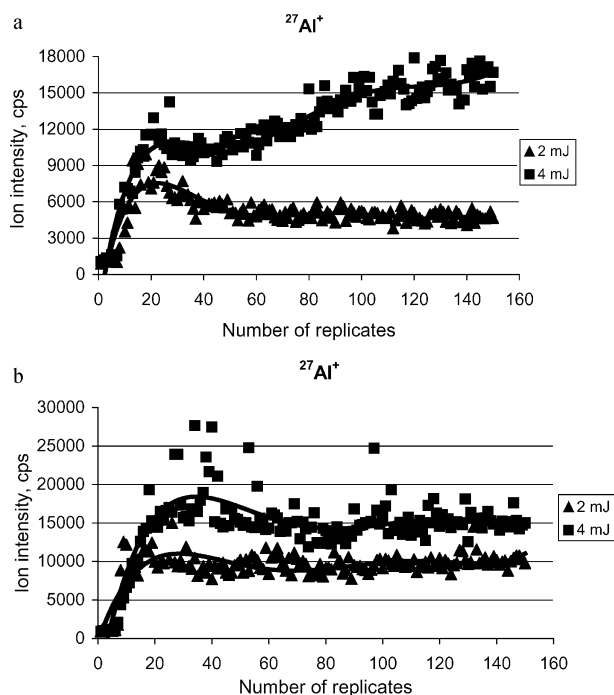 a
²⁷Al⁺
Ion intensity, cps
18000
15000
12000
9000
6000
3000
0
0 20 40 60 80 100 120 140 160
Number of replicates
2 mJ
4 mJ
b
²⁷Al⁺
Ion intensity, cps
30000
25000
20000
15000
10000
5000
0
0 20 40 60 80 100 120 140 160
Number of replicates
2 mJ
4 mJ